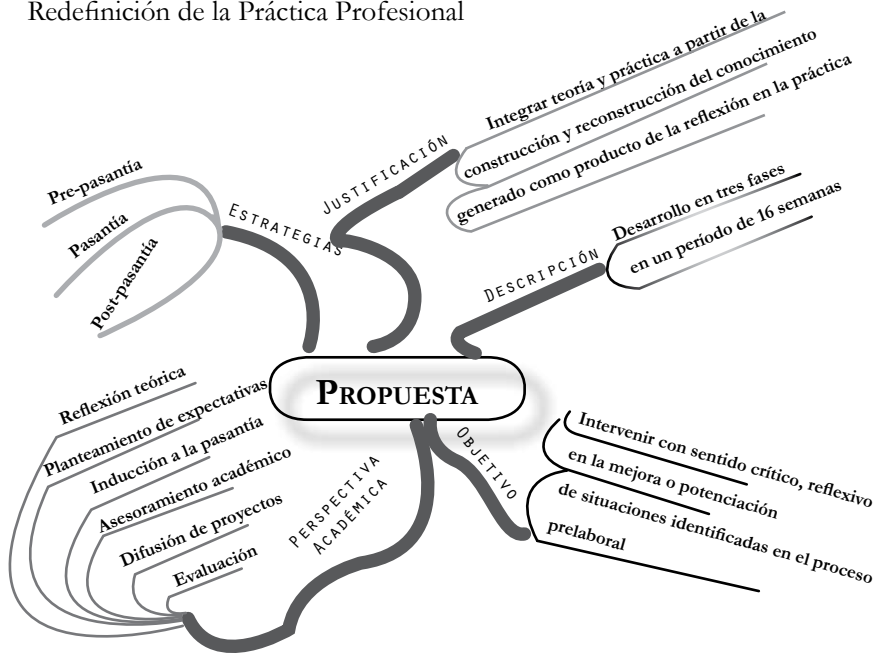 Redefinición de la Práctica Profesional
Integrar teoría y práctica a partir de la
construcción y reconstrucción del conocimiento
generado como producto de la reflexión en la práctica
Justificación
Estrategias
Pre-pasantía
Pasantía
Post-pasantía
Descripción
Desarrollo en tres fases
en un período de 16 semanas
Propuesta
Objetivo
Intervenir con sentido crítico, reflexivo
en la mejora o potenciación
de situaciones identificadas en el proceso
prelaboral
Perspectiva
Académica
Reflexión teórica
Planteamiento de expectativas
Inducción a la pasantía
Asesoramiento académico
Difusión de proyectos
Evaluación